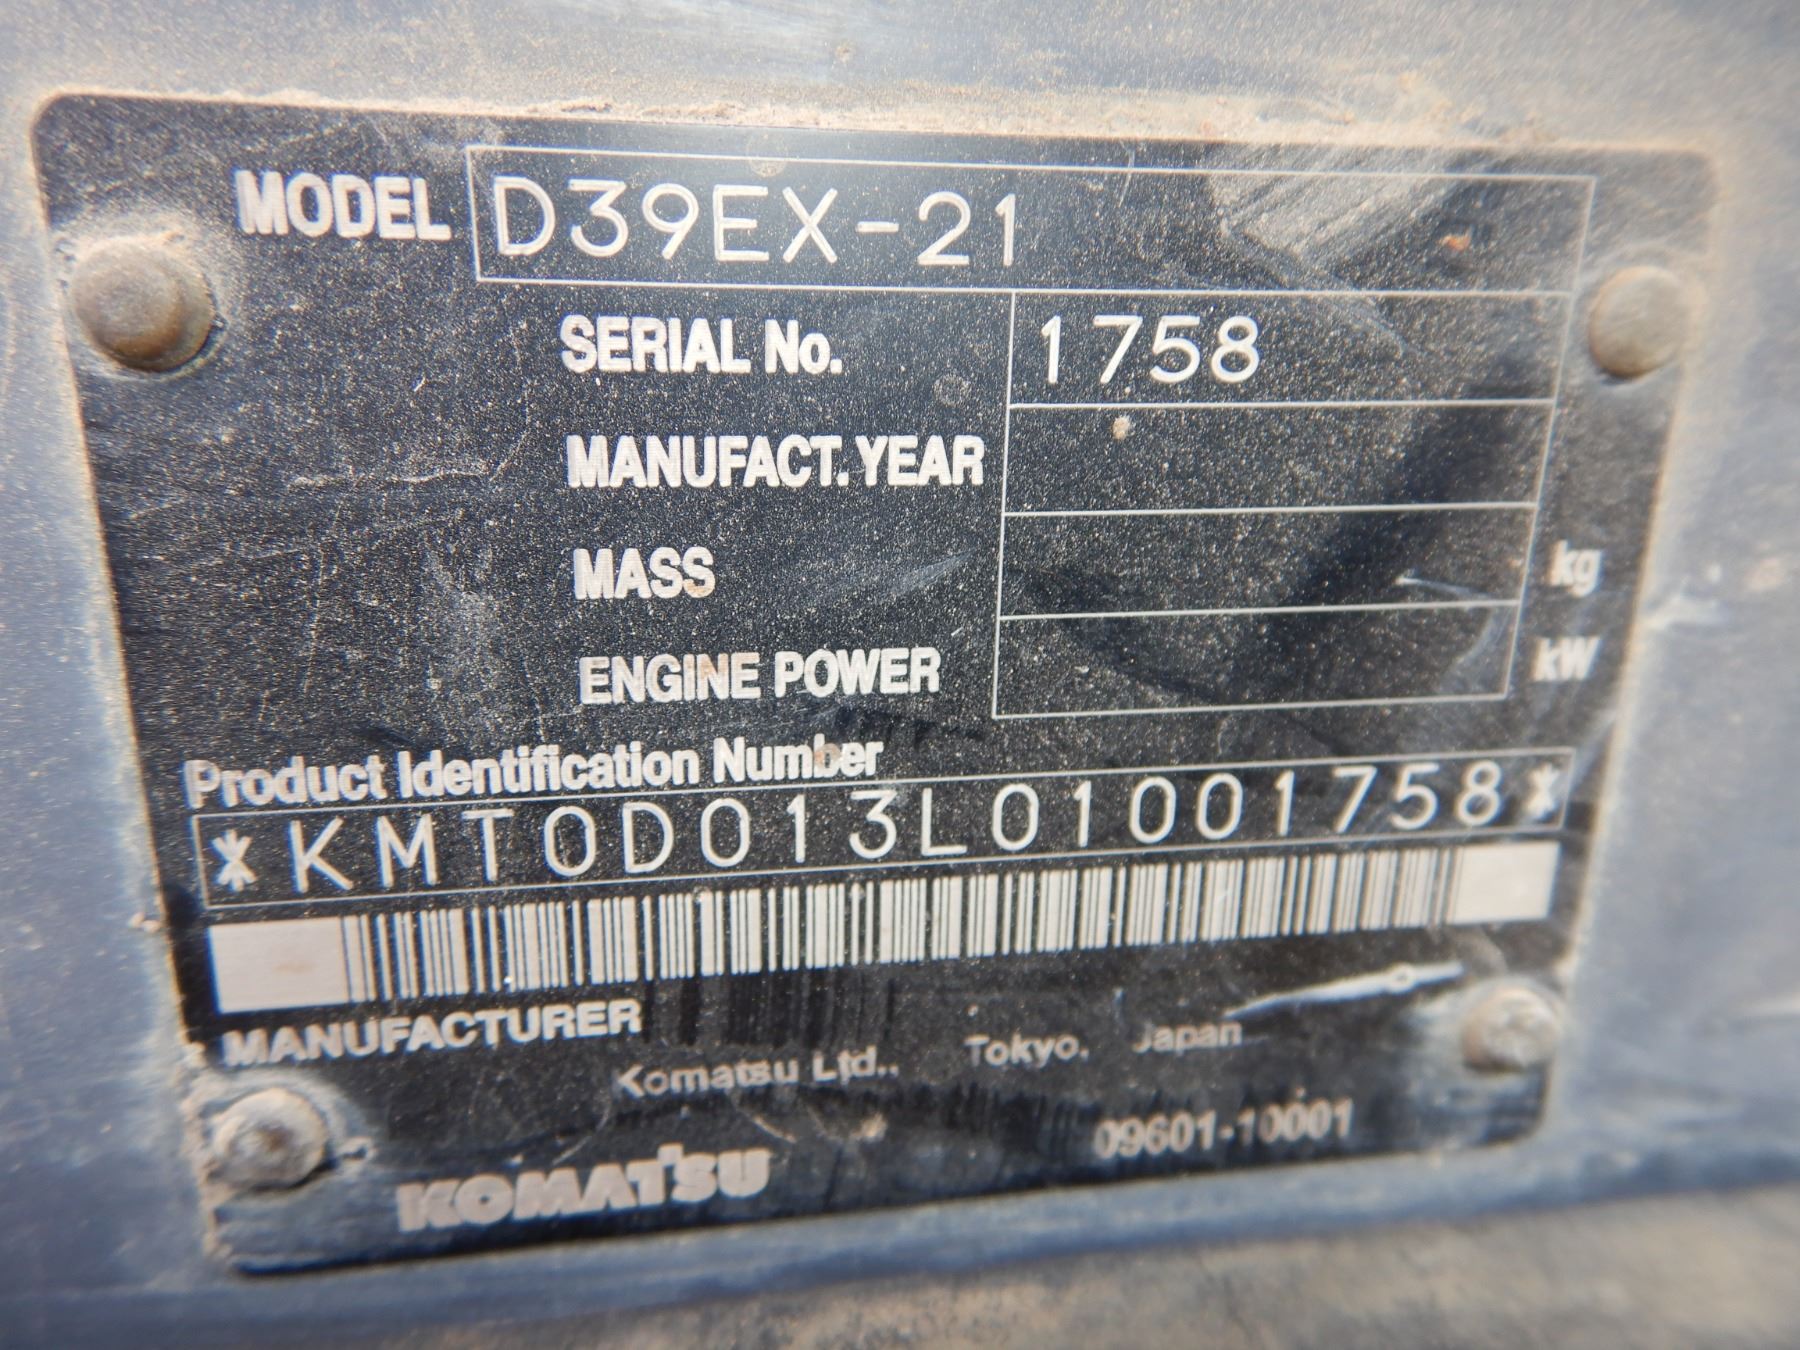 MODEL D39EX-21
SERIAL No. 1758
MANUFACT. YEAR
MASS kg
ENGINE POWER kW
Product Identification Number
*KMT0D013L01001758*
MANUFACTURER
Komatsu Ltd., Tokyo, Japan
KOMATSU 09601-10001